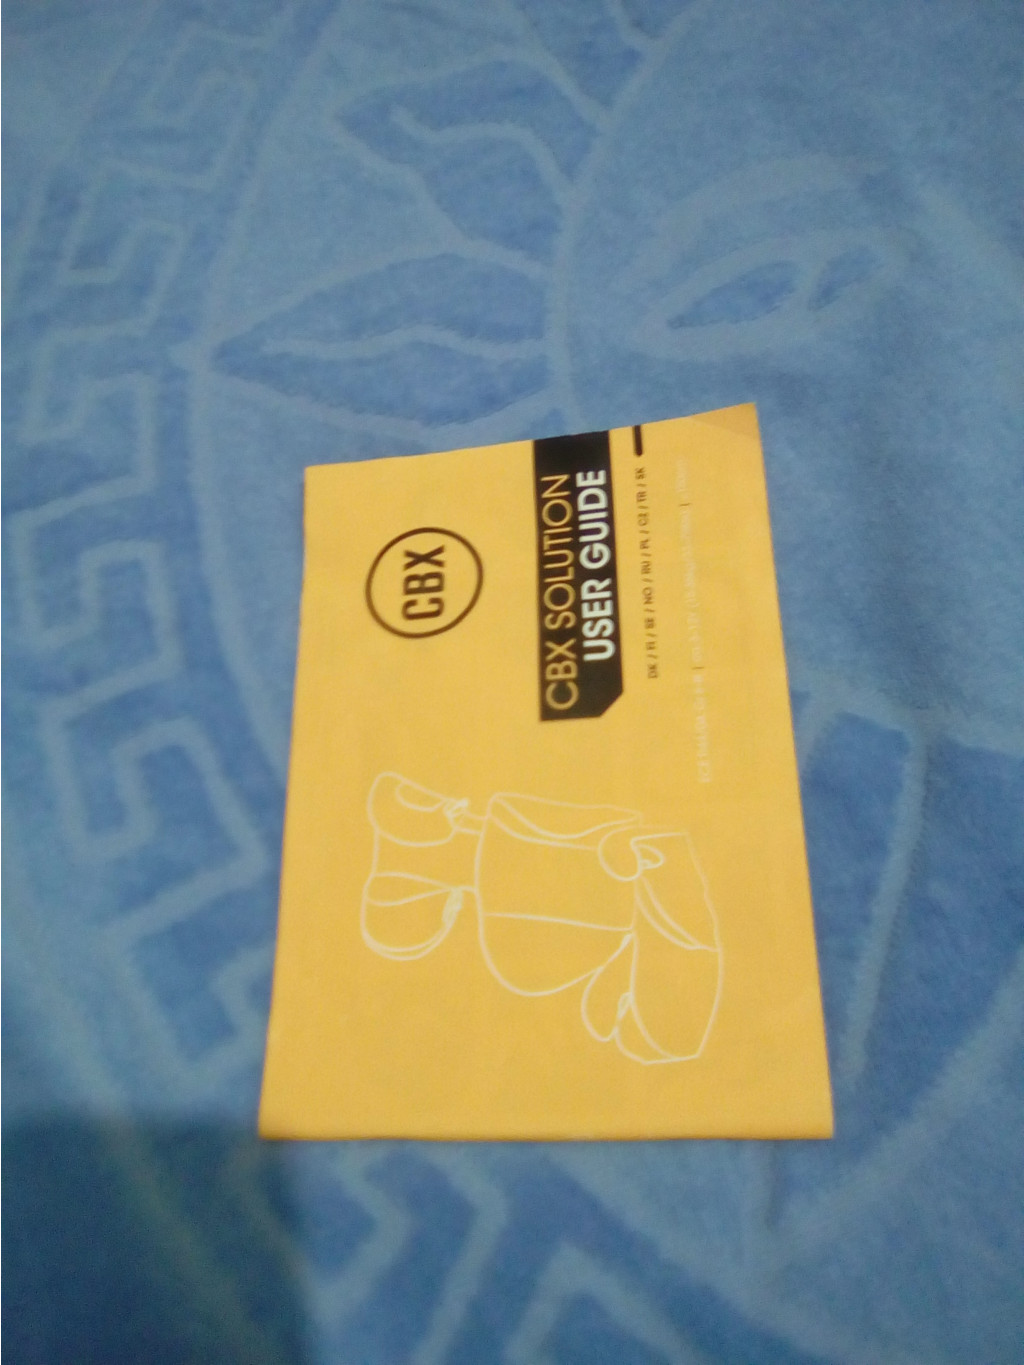 CBX
CBX SOLUTION
USER GUIDE
DK / FI / SE / NO / RU / PL / CZ / TR / SK